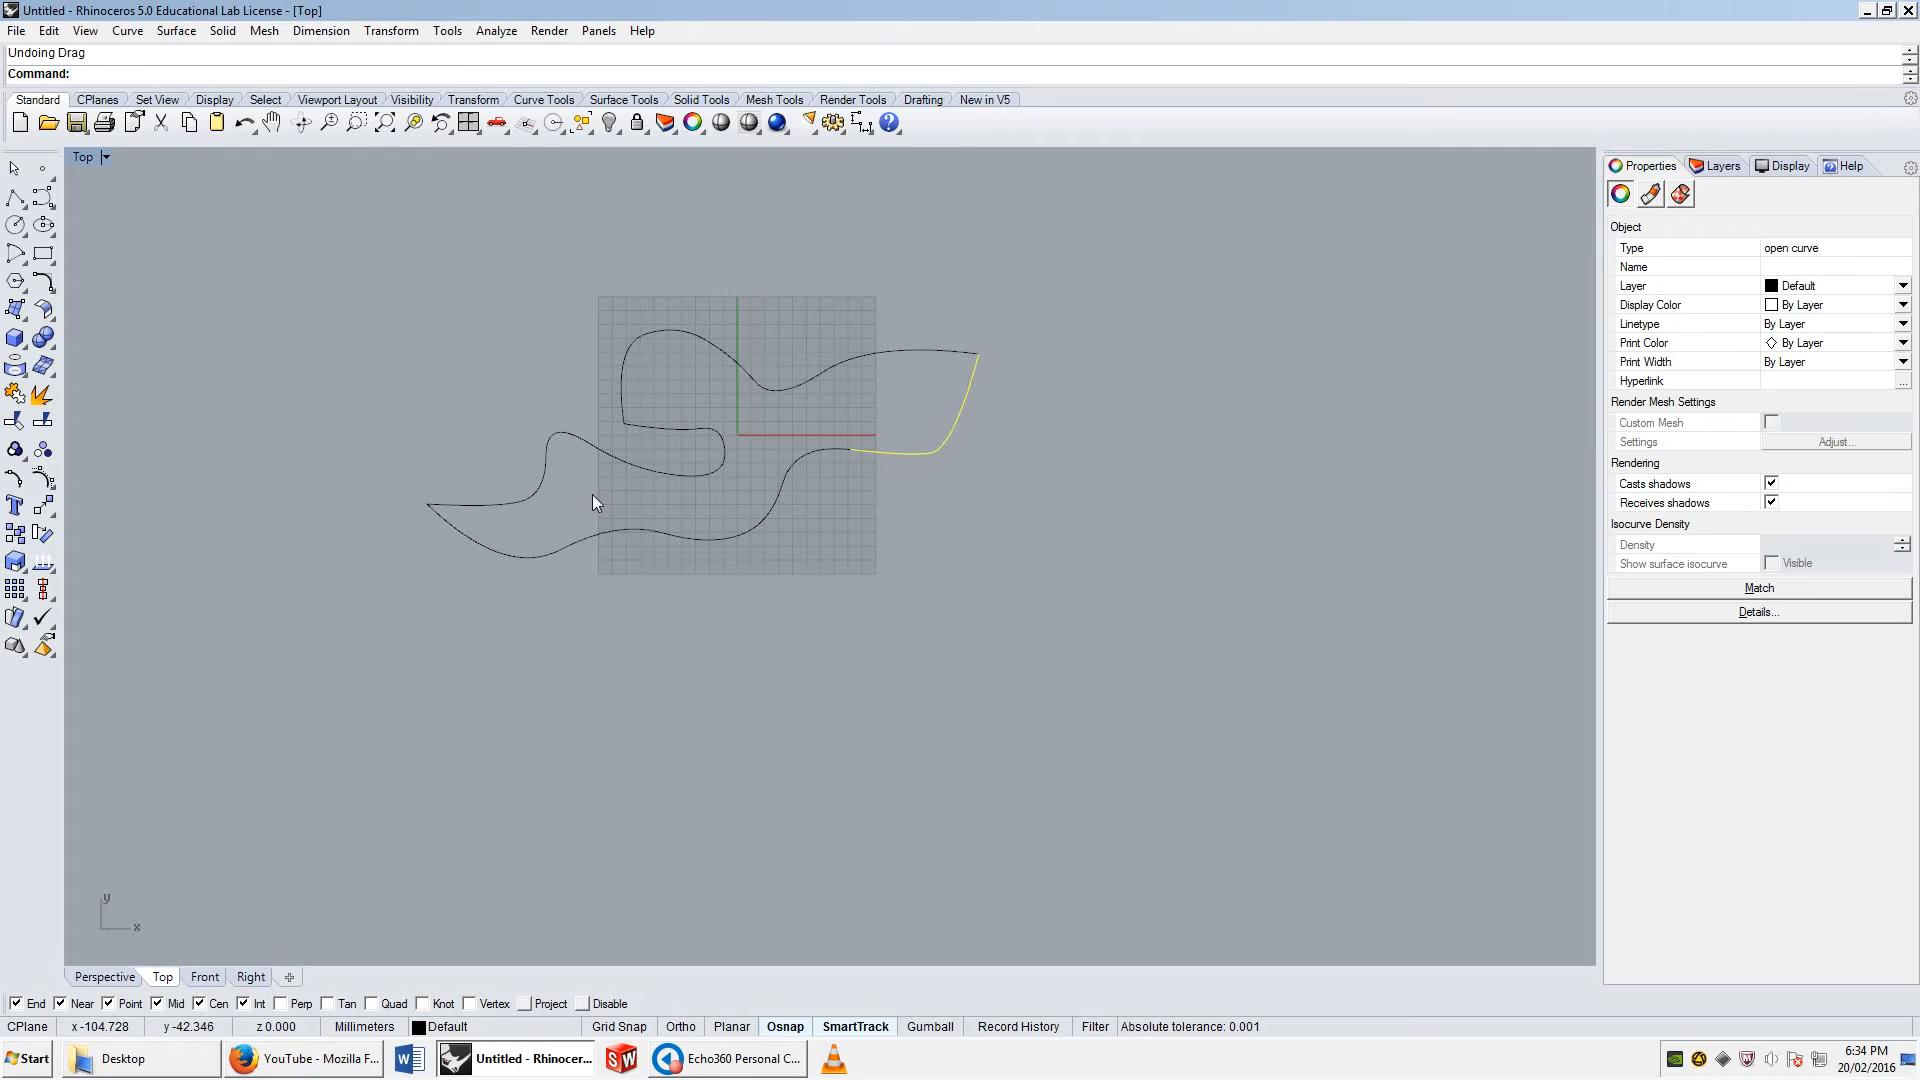 Untitled - Rhinoceros 5.0 Educational Lab License - [Top]
File Edit View Curve Surface Solid Mesh Dimension Transform Tools Analyze Render Panels Help
Undoing Drag
Command:
Standard CPlanes Set View Display Select Viewport Layout Visibility Transform Curve Tools Surface Tools Solid Tools Mesh Tools Render Tools Drafting New in V5
Top
Properties Layers Display Help
Object
Type open curve
Name
Layer Default
Display Color By Layer
Linetype By Layer
Print Color By Layer
Print Width By Layer
Hyperlink ...
Render Mesh Settings
Custom Mesh
Settings Adjust...
Rendering
Casts shadows
Receives shadows
Isocurve Density
Density
Show surface isocurve Visible
Match
Details...
y
x
Perspective Top Front Right
End Near Point Mid Cen Int Perp Tan Quad Knot Vertex Project Disable
CPlane x -104.728 y -42.346 z 0.000 Millimeters Default Grid Snap Ortho Planar Osnap SmartTrack Gumball Record History Filter Absolute tolerance: 0.001
Start Desktop YouTube - Mozilla F... Untitled - Rhinocer... Echo360 Personal C...
6:34 PM
20/02/2016